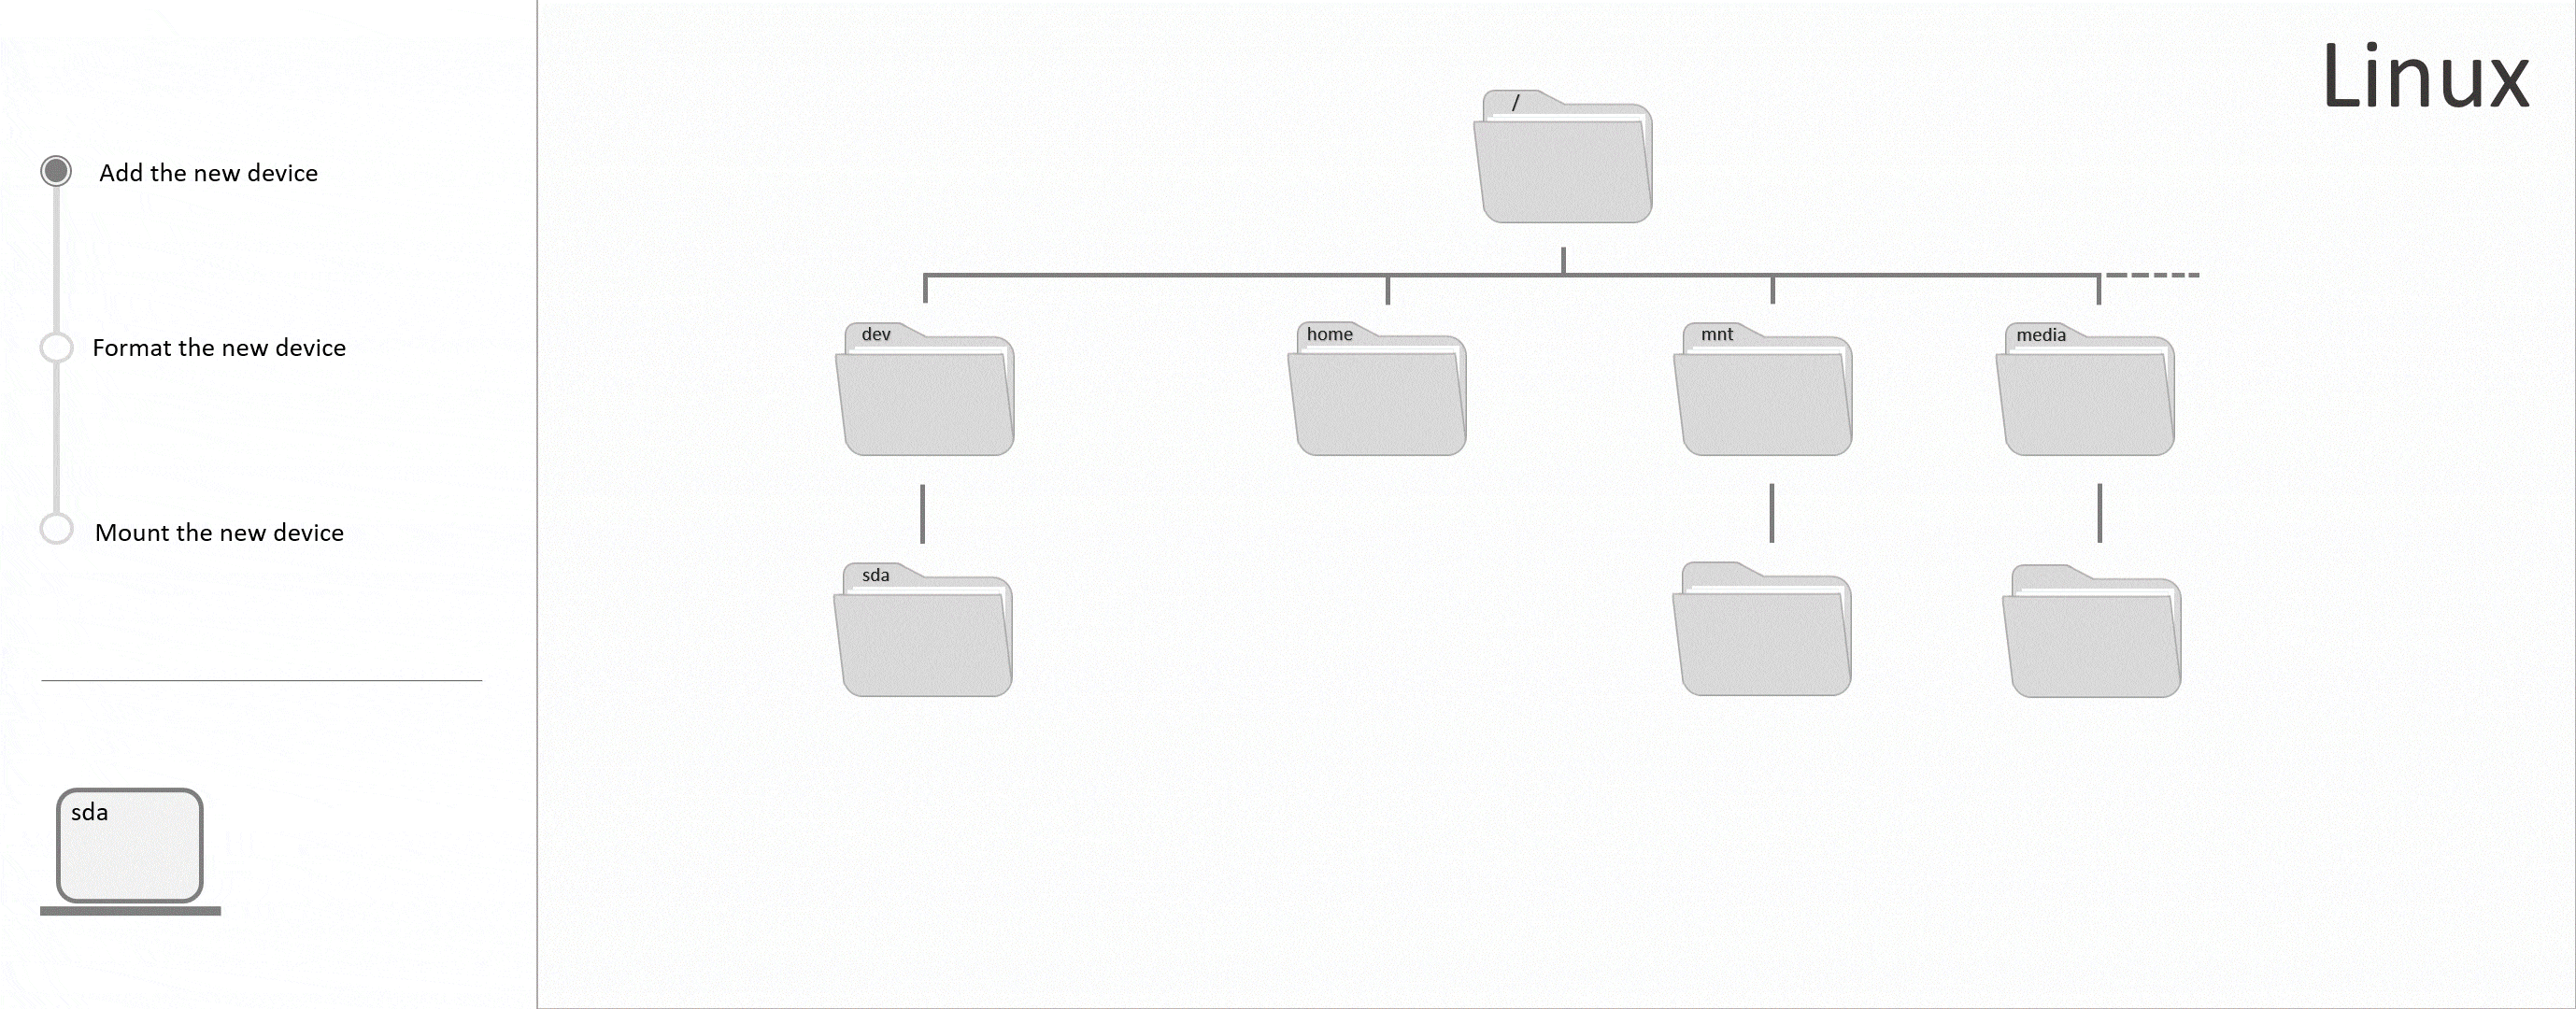 Linux
Add the new device
Format the new device
Mount the new device
sda
/
dev
home
mnt
media
sda